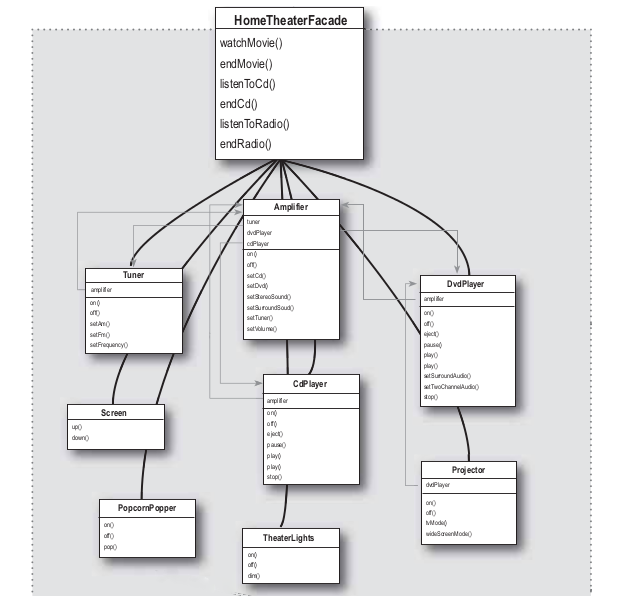 HomeTheaterFacade
watchMovie()
endMovie()
listenToCd()
endCd()
listenToRadio()
endRadio()
Amplifier
tuner
dvdPlayer
cdPlayer
on()
off()
setCd()
setDvd()
setStereoSound()
setSurroundSoud()
setTuner()
setVolume()
Tuner
amplifier
on()
off()
setAm()
setFm()
setFrequency()
DvdPlayer
amplifier
on()
off()
eject()
pause()
play()
play()
setSurroundAudio()
setTwoChannelAudio()
stop()
Screen
up()
down()
CdPlayer
amplifier
on()
off()
eject()
pause()
play()
play()
stop()
Projector
dvdPlayer
on()
off()
tvMode()
wideScreenMode()
PopcornPopper
on()
off()
pop()
TheaterLights
on()
off()
dim()